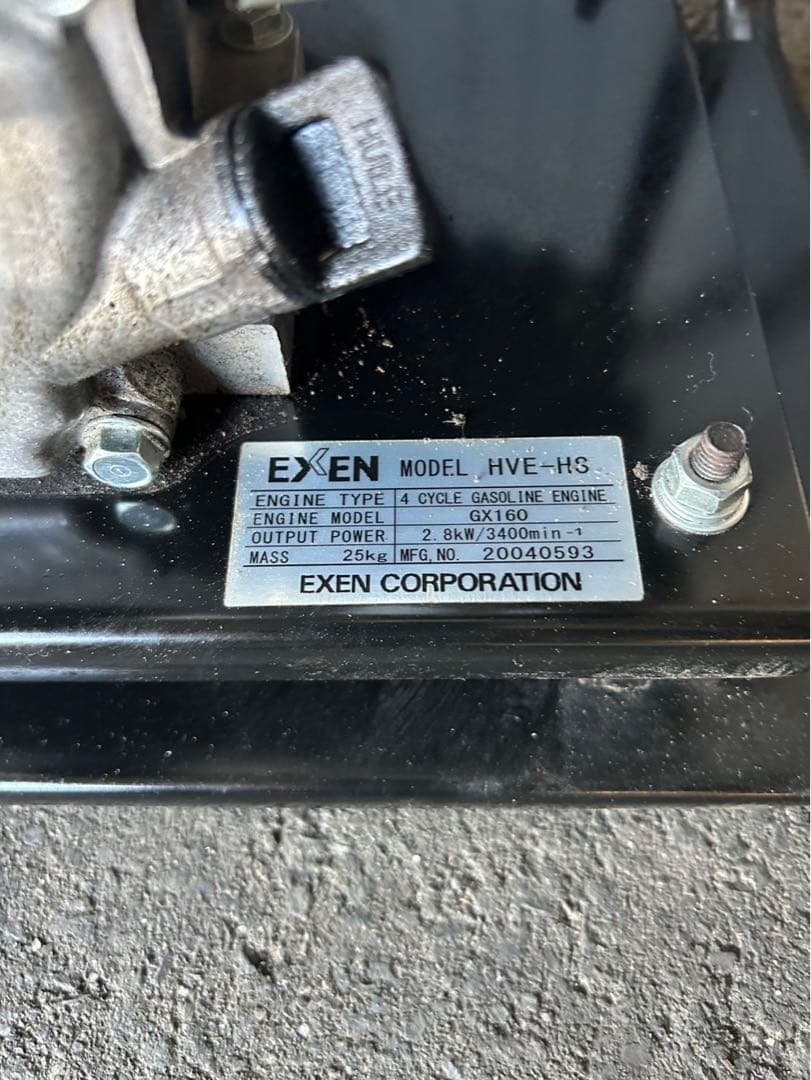 EXEN MODEL HVE-HS
ENGINE TYPE 4 CYCLE GASOLINE ENGINE
ENGINE MODEL GX160
OUTPUT POWER 2.8kW/3400min⁻¹
MASS 25kg MFG,NO. 20040593
EXEN CORPORATION